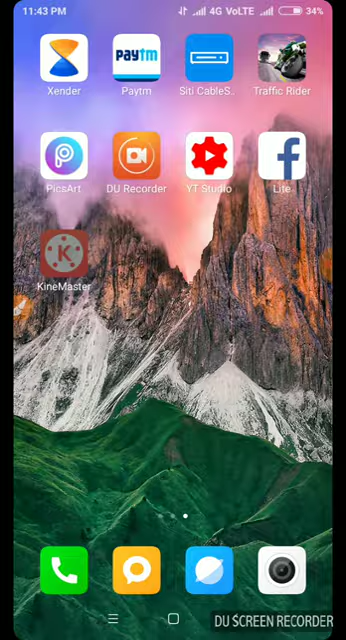 11:43 PM 4G VoLTE 34%
Paytm
Xender Paytm Siti CableS.. Traffic Rider
PicsArt DU Recorder YT Studio Lite
K
KineMaster
DU SCREEN RECORDER